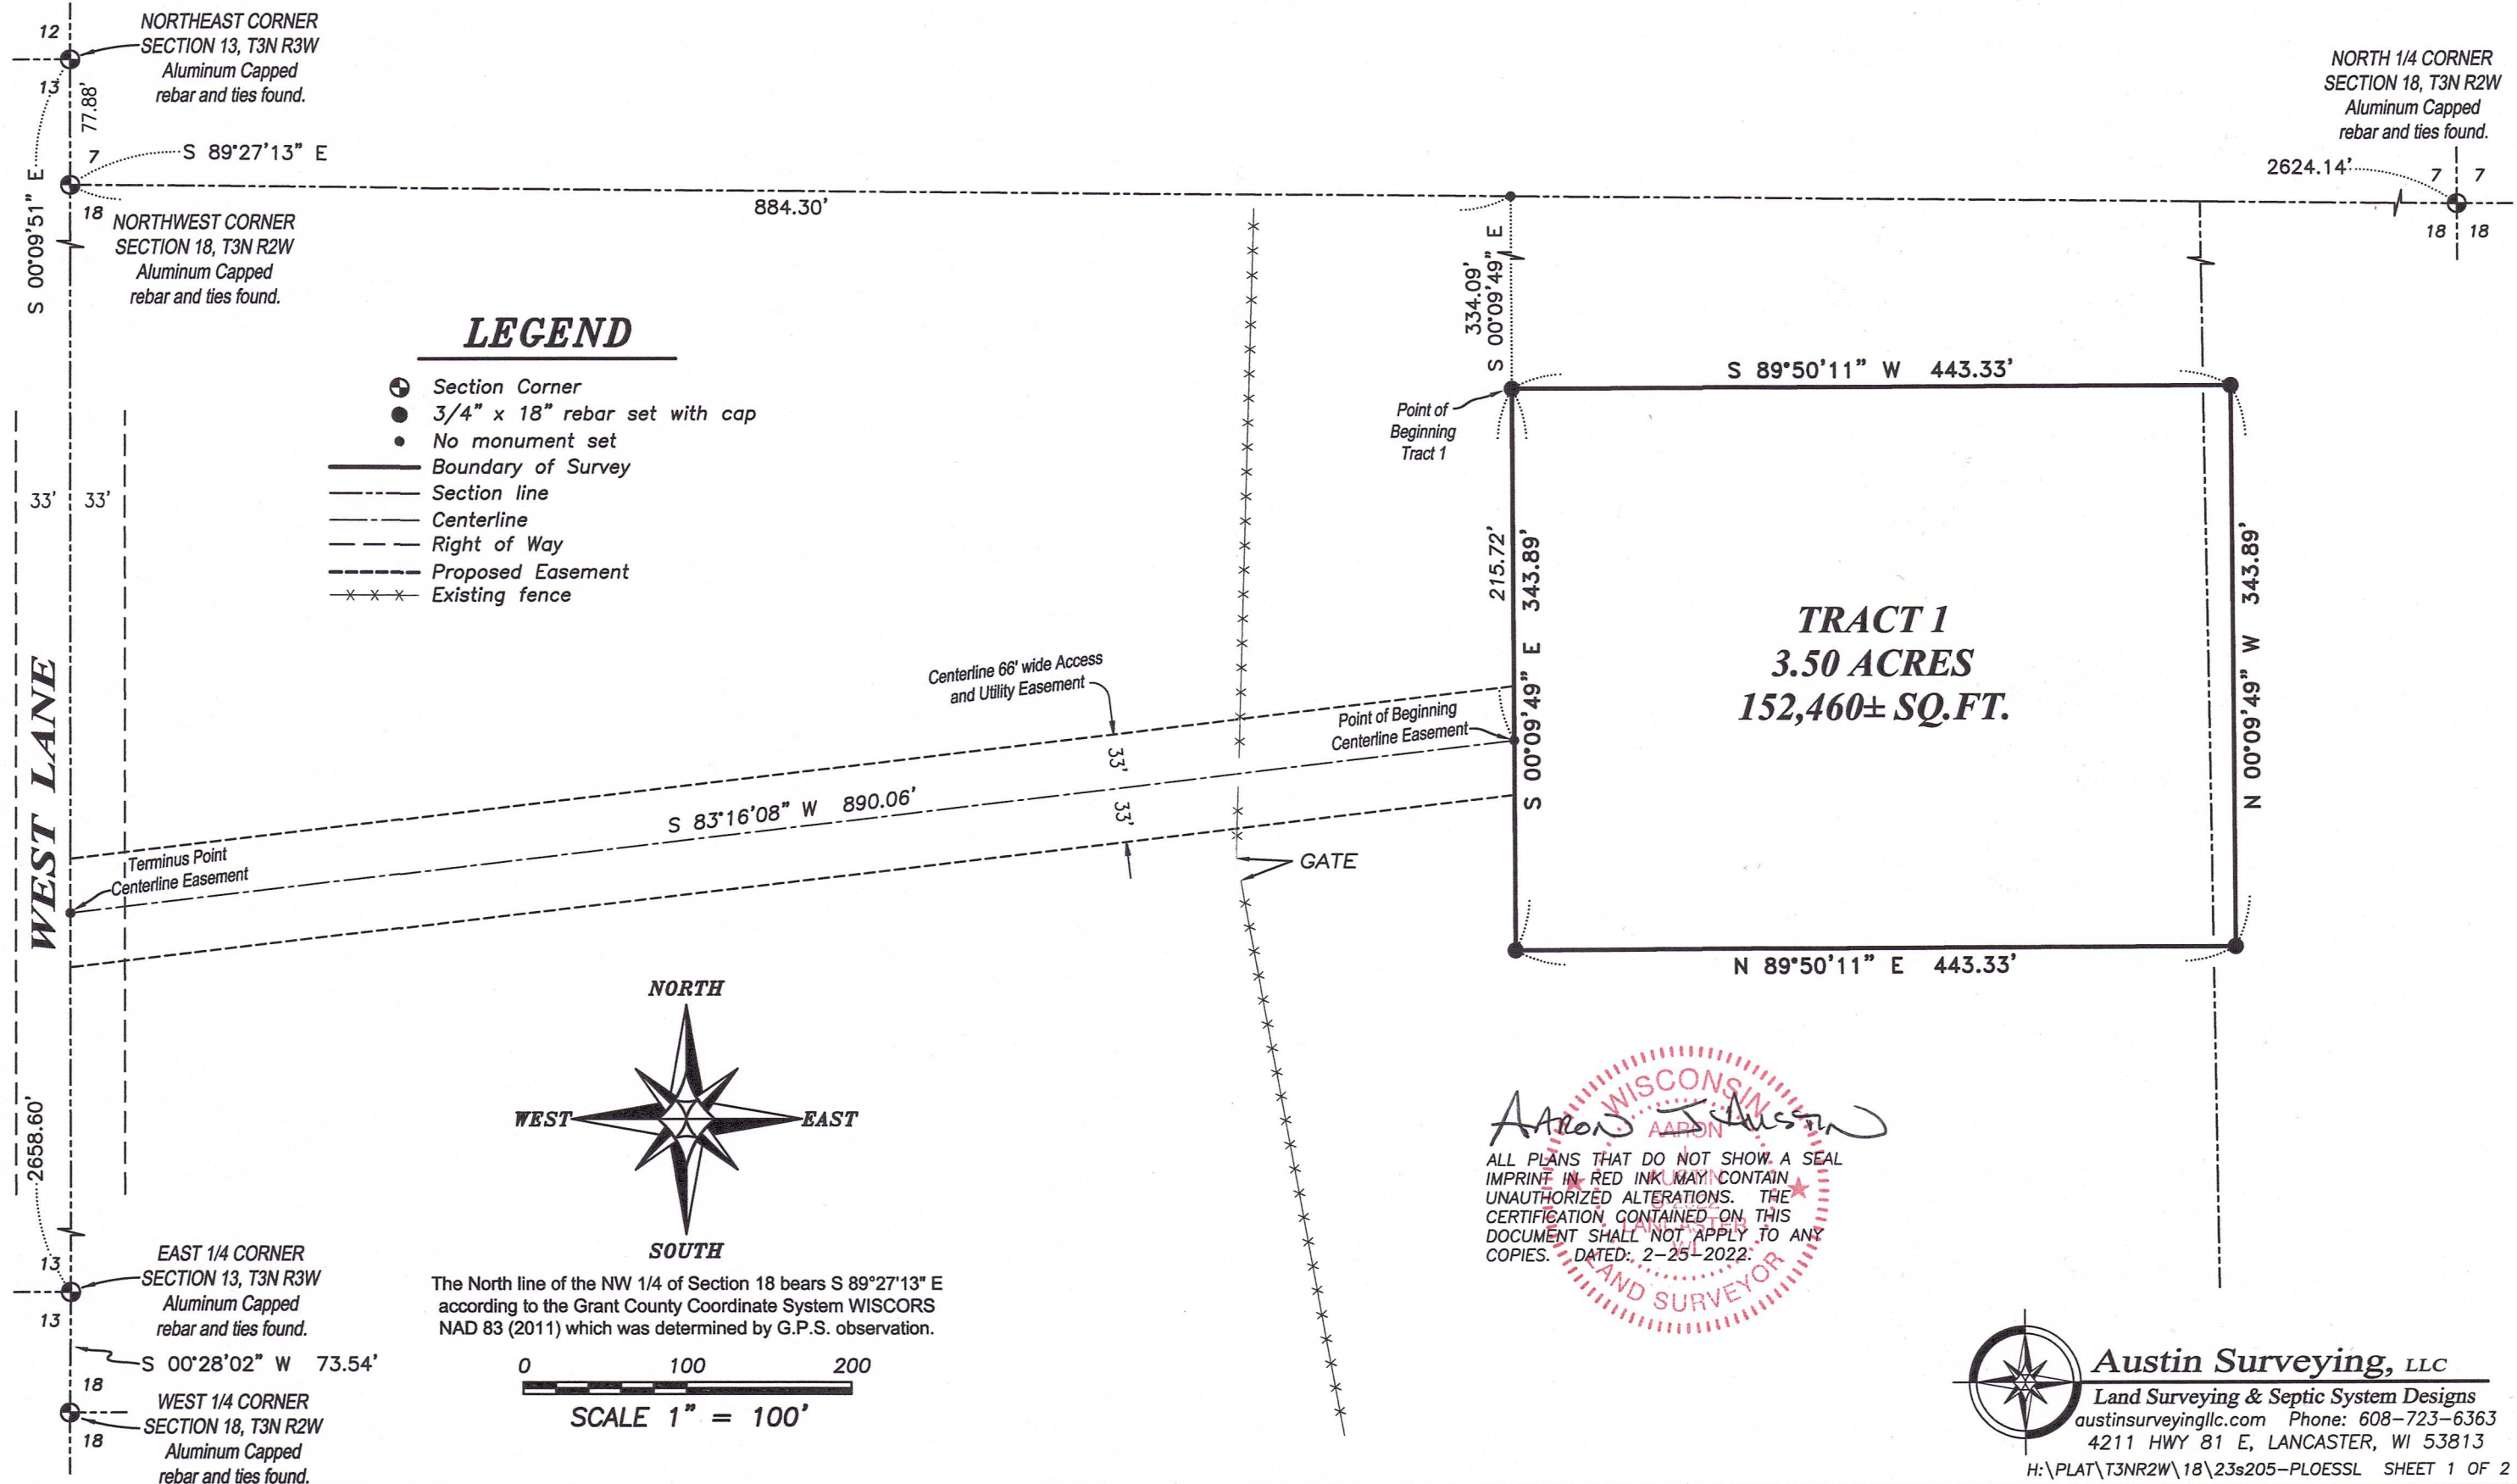 12
NORTHEAST CORNER
SECTION 13, T3N R3W
Aluminum Capped
rebar and ties found.
13
77.88'
7
S 89°27'13" E
S 00°09'51" E
18
NORTHWEST CORNER
SECTION 18, T3N R2W
Aluminum Capped
rebar and ties found.
884.30'
NORTH 1/4 CORNER
SECTION 18, T3N R2W
Aluminum Capped
rebar and ties found.
2624.14'
7 7
18 18
334.09'
S 00°09'49" E
LEGEND
Section Corner
3/4" x 18" rebar set with cap
No monument set
Boundary of Survey
Section line
Centerline
Right of Way
Proposed Easement
Existing fence
33' 33'
S 89°50'11" W 443.33'
Point of
Beginning
Tract 1
215.72'
S 00°09'49" E 343.89'
N 00°09'49" W 343.89'
TRACT 1
3.50 ACRES
152,460± SQ.FT.
Centerline 66' wide Access
and Utility Easement
Point of Beginning
Centerline Easement
33'
33'
S 83°16'08" W 890.06'
GATE
WEST LANE
Terminus Point
Centerline Easement
N 89°50'11" E 443.33'
NORTH
WEST
EAST
SOUTH
The North line of the NW 1/4 of Section 18 bears S 89°27'13" E
according to the Grant County Coordinate System WISCORS
NAD 83 (2011) which was determined by G.P.S. observation.
0 100 200
SCALE 1" = 100'
2658.60'
13
EAST 1/4 CORNER
SECTION 13, T3N R3W
Aluminum Capped
rebar and ties found.
13
S 00°28'02" W 73.54'
18
WEST 1/4 CORNER
SECTION 18, T3N R2W
Aluminum Capped
rebar and ties found.
18
AARON J AUSTIN
WISCONSIN
AARON
J
AUSTIN
LANCASTER
WI
LAND SURVEYOR
ALL PLANS THAT DO NOT SHOW A SEAL
IMPRINT IN RED INK MAY CONTAIN
UNAUTHORIZED ALTERATIONS. THE
CERTIFICATION CONTAINED ON THIS
DOCUMENT SHALL NOT APPLY TO ANY
COPIES. DATED: 2-25-2022.
Austin Surveying, LLC
Land Surveying & Septic System Designs
austinsurveyingllc.com Phone: 608-723-6363
4211 HWY 81 E, LANCASTER, WI 53813
H:\PLAT\T3NR2W\18\23s205-PLOESSL SHEET 1 OF 2